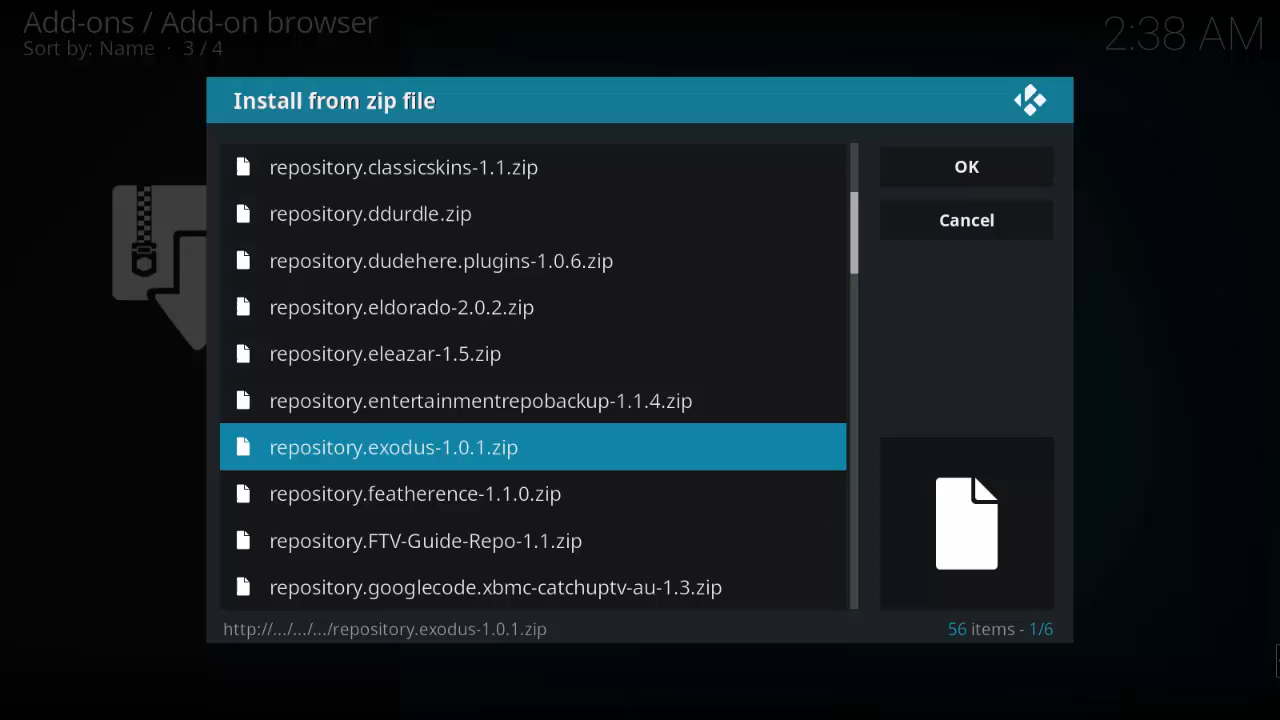 Add-ons / Add-on browser
Sort by: Name · 3 / 4
2:38 AM
Install from zip file
repository.classicskins-1.1.zip
repository.ddurdle.zip
repository.dudehere.plugins-1.0.6.zip
repository.eldorado-2.0.2.zip
repository.eleazar-1.5.zip
repository.entertainmentrepobackup-1.1.4.zip
repository.exodus-1.0.1.zip
repository.featherence-1.1.0.zip
repository.FTV-Guide-Repo-1.1.zip
repository.googlecode.xbmc-catchuptv-au-1.3.zip
OK
Cancel
http://.../.../.../repository.exodus-1.0.1.zip
56 items - 1/6